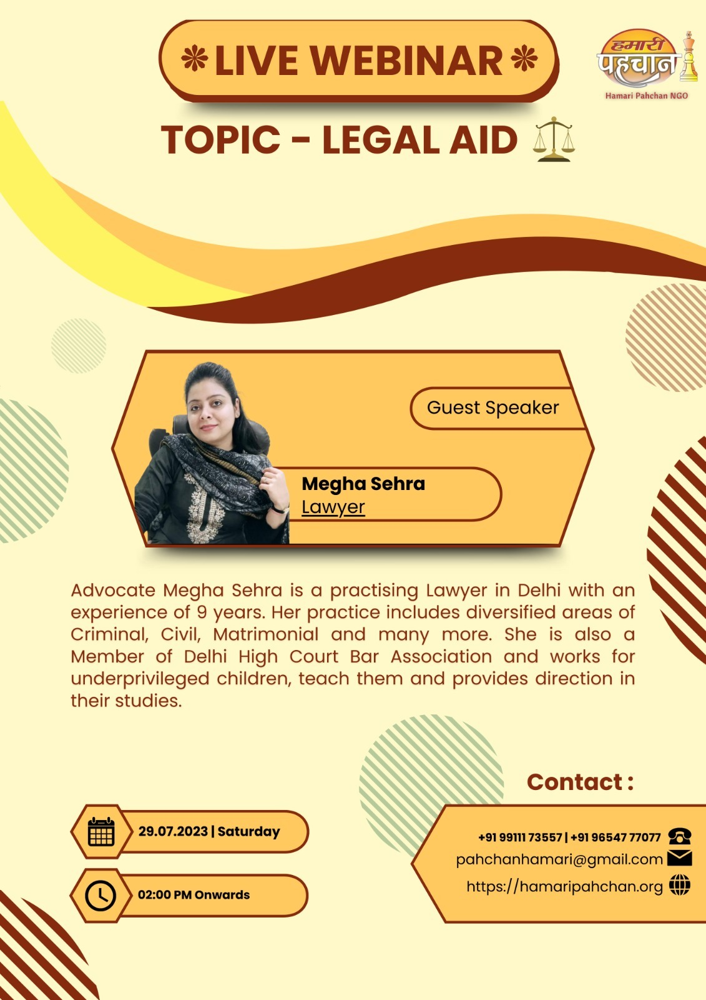 LIVE WEBINAR
हमारी
पहचान
Hamari Pahchan NGO
TOPIC - LEGAL AID
Guest Speaker
Megha Sehra
Lawyer
Advocate Megha Sehra is a practising Lawyer in Delhi with an
experience of 9 years. Her practice includes diversified areas of
Criminal, Civil, Matrimonial and many more. She is also a
Member of Delhi High Court Bar Association and works for
underprivileged children, teach them and provides direction in
their studies.
29.07.2023 | Saturday
02:00 PM Onwards
Contact :
+91 99111 73557 | +91 96547 77077
pahchanhamari@gmail.com
https://hamaripahchan.org